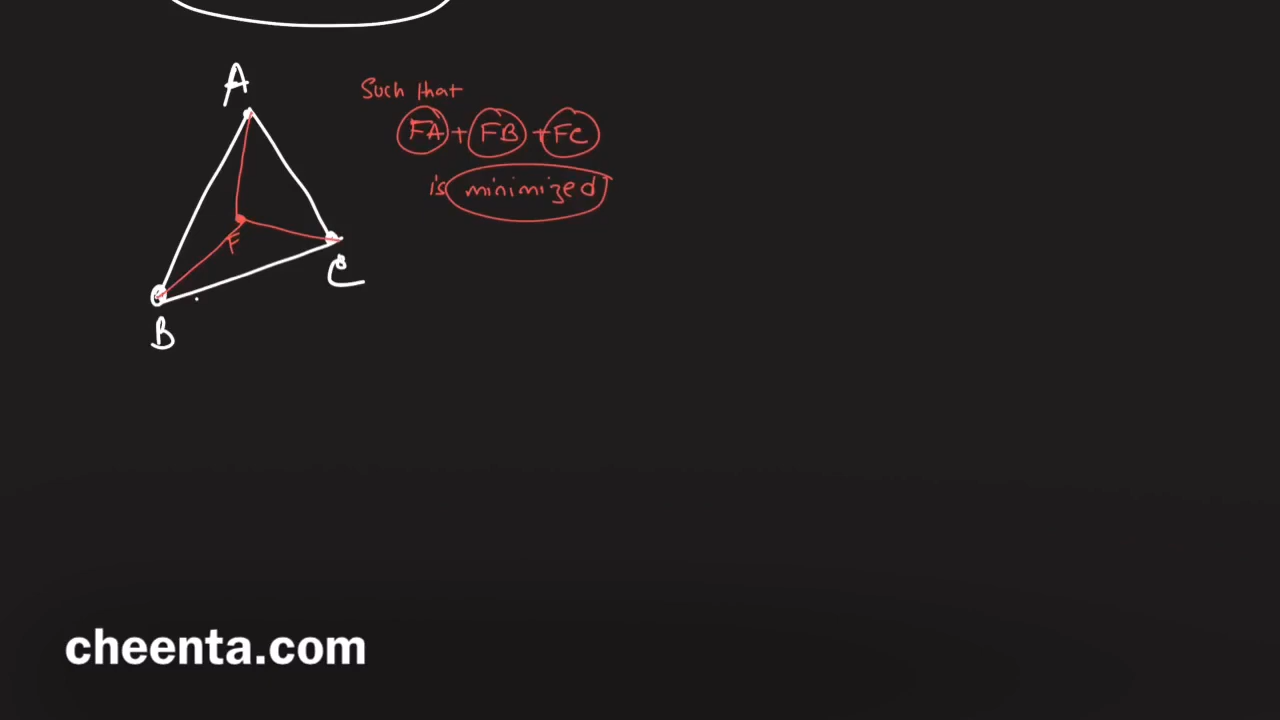 A
Such that
FA + FB + FC
is minimized
F
C
B
cheenta.com